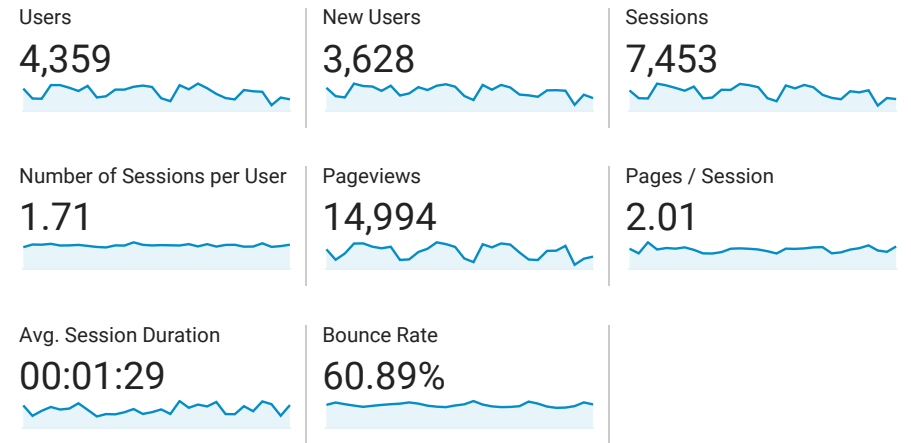 Users
4,359
New Users
3,628
Sessions
7,453
Number of Sessions per User
1.71
Pageviews
14,994
Pages / Session
2.01
Avg. Session Duration
00:01:29
Bounce Rate
60.89%